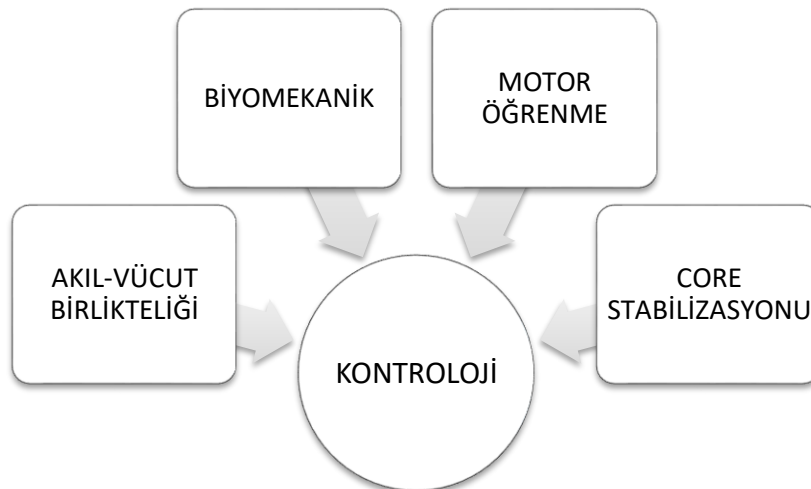 BİYOMEKANİK
MOTOR
ÖĞRENME
AKIL-VÜCUT
BİRLİKTELİĞİ
CORE
STABİLİZASYONU
KONTROLOJİ